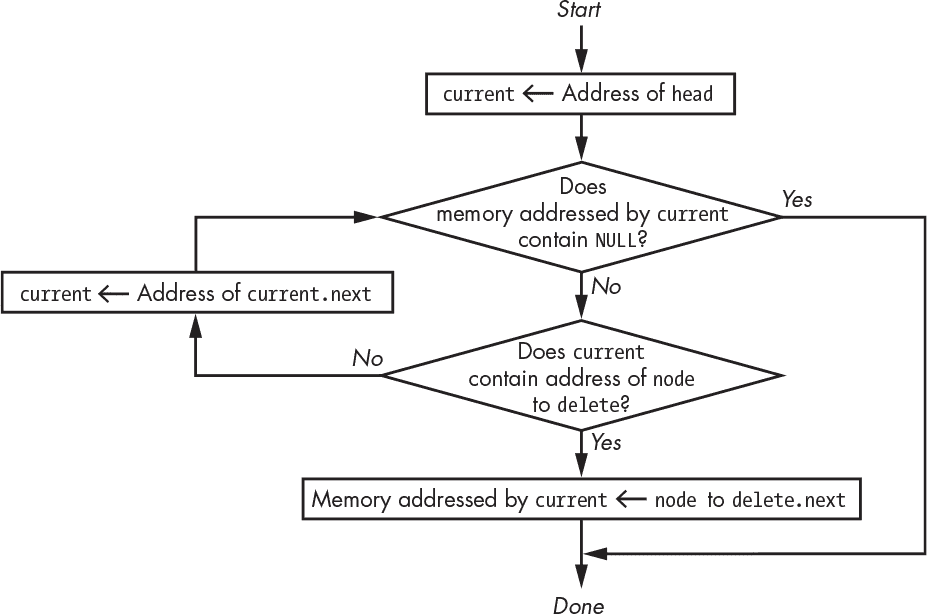 Start
current ← Address of head
Does
memory addressed by current
contain NULL?
Yes
current ← Address of current.next
No
Does current
contain address of node
to delete?
No
Yes
Memory addressed by current ← node to delete.next
Done